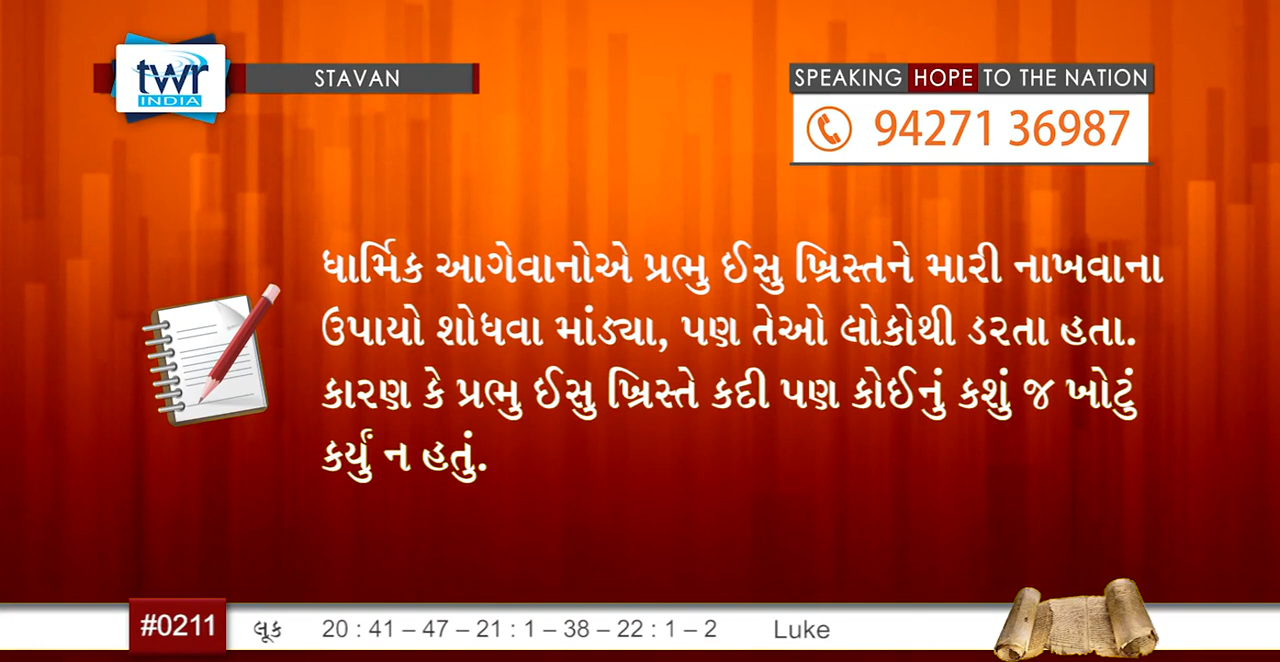 twr
INDIA
STAVAN
SPEAKING HOPE TO THE NATION
94271 36987
ધાર્મિક આગેવાનોએ પ્રભુ ઈસુ ખ્રિસ્તને મારી નાખવાના
ઉપાયો શોધવા માંડ્યા, પણ તેઓ લોકોથી ડરતા હતા.
કારણ કે પ્રભુ ઈસુ ખ્રિસ્તે કદી પણ કોઈનું કશું જ ખોટું
કર્યું ન હતું.
#0211 લૂક 20 : 41 – 47 – 21 : 1 – 38 – 22 : 1 – 2 Luke